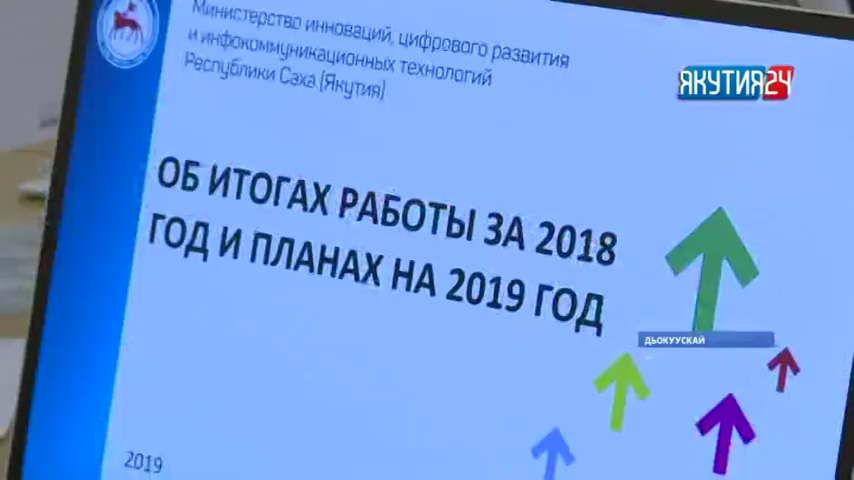 Министерство инноваций, цифрового развития
и инфокоммуникационных технологий
Республики Саха (Якутия)
ЯКУТИЯ24
ОБ ИТОГАХ РАБОТЫ ЗА 2018
ГОД И ПЛАНАХ НА 2019 ГОД
ДЬОКУУСКАЙ
2019